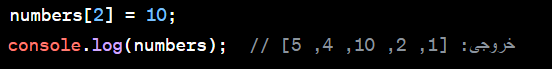 numbers[2] = 10;
console.log(numbers);  // خروجی: [1, 2, 10, 4, 5]